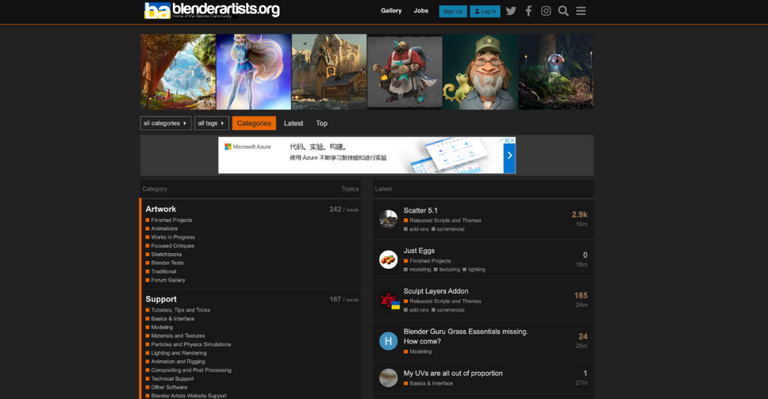 ba blenderartists.org
Home of the Blender Community
Gallery Jobs Sign Up Log In
all categories all tags Categories Latest Top
Microsoft Azure
代码。实验。构建。
使用 Azure 不断学习新技能和进行实验
Category Topics
Artwork 242 / week
Finished Projects
Animations
Works in Progress
Focused Critiques
Sketchbooks
Blender Tests
Traditional
Forum Gallery
Support 167 / week
Tutorials, Tips and Tricks
Basics & Interface
Modeling
Materials and Textures
Particles and Physics Simulations
Lighting and Rendering
Animation and Rigging
Compositing and Post Processing
Technical Support
Other Software
Blender Artists Website Support
Latest
Scatter 5.1 2.9k
Released Scripts and Themes 10m
add-ons commercial
Just Eggs 0
Finished Projects 16m
modeling texturing lighting
Sculpt Layers Addon 185
Released Scripts and Themes 24m
add-ons commercial
H
Blender Guru Grass Essentials missing. 24
How come? 25m
Modeling
My UVs are all out of proportion 1
Basics & Interface 27m